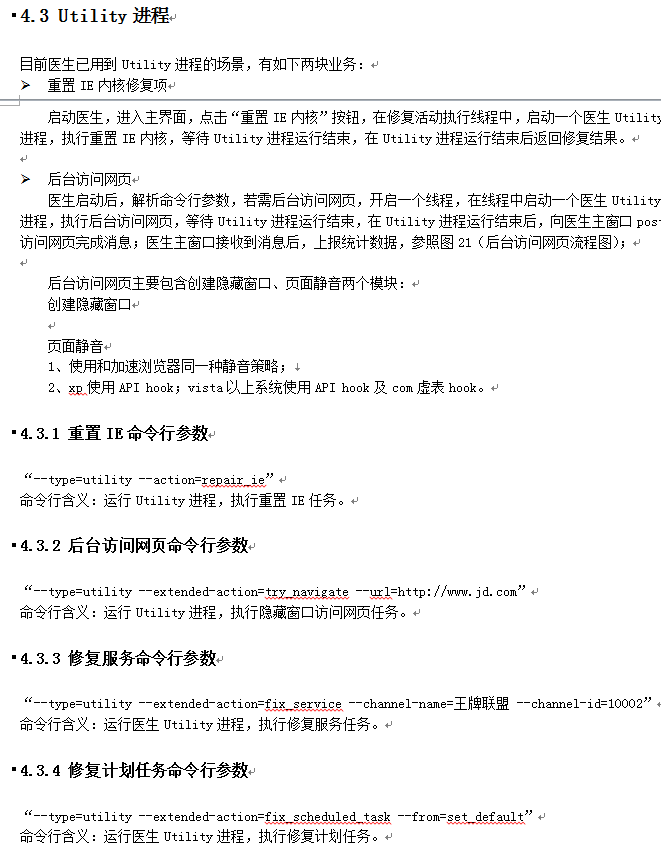 4.3 Utility 进程
目前医生已用到 Utility 进程的场景，有如下两块业务：
重置 IE 内核修复项
启动医生，进入主界面，点击“重置 IE 内核”按钮，在修复活动执行线程中，启动一个医生 Utility
进程，执行重置 IE 内核，等待 Utility 进程运行结束，在 Utility 进程运行结束后返回修复结果。
后台访问网页
医生启动后，解析命令行参数，若需后台访问网页，开启一个线程，在线程中启动一个医生 Utility
进程，执行后台访问网页，等待 Utility 进程运行结束，在 Utility 进程运行结束后，向医生主窗口 pos
访问网页完成消息；医生主窗口接收到消息后，上报统计数据，参照图 21（后台访问网页流程图）；
后台访问网页主要包含创建隐藏窗口、页面静音两个模块：
创建隐藏窗口
页面静音
1、使用和加速浏览器同一种静音策略；
2、xp 使用 API hook；vista 以上系统使用 API hook 及 com 虚表 hook。
4.3.1 重置 IE 命令行参数
“--type=utility --action=repair_ie”
命令行含义：运行 Utility 进程，执行重置 IE 任务。
4.3.2 后台访问网页命令行参数
“--type=utility --extended-action=try_navigate --url=http://www.jd.com”
命令行含义：运行 Utility 进程，执行隐藏窗口访问网页任务。
4.3.3 修复服务命令行参数
“--type=utility --extended-action=fix_service --channel-name=王牌联盟 --channel-id=10002”
命令行含义：运行医生 Utility 进程，执行修复服务任务。
4.3.4 修复计划任务命令行参数
“--type=utility --extended-action=fix_scheduled_task --from=set_default”
命令行含义：运行医生 Utility 进程，执行修复计划任务。